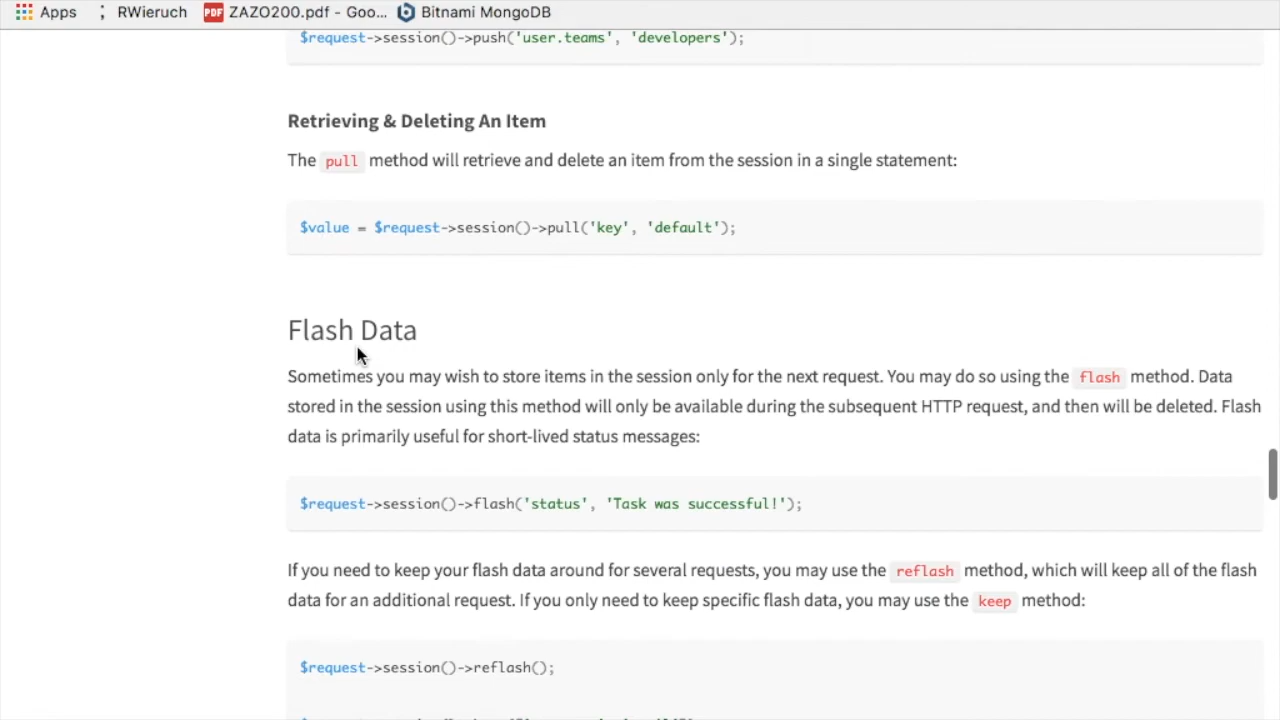 Apps ; RWieruch PDF ZAZO200.pdf - Goo... Bitnami MongoDB
$request->session()->push('user.teams', 'developers');
Retrieving & Deleting An Item
The pull method will retrieve and delete an item from the session in a single statement:
$value = $request->session()->pull('key', 'default');
Flash Data
Sometimes you may wish to store items in the session only for the next request. You may do so using the flash method. Data
stored in the session using this method will only be available during the subsequent HTTP request, and then will be deleted. Flash
data is primarily useful for short-lived status messages:
$request->session()->flash('status', 'Task was successful!');
If you need to keep your flash data around for several requests, you may use the reflash method, which will keep all of the flash
data for an additional request. If you only need to keep specific flash data, you may use the keep method:
$request->session()->reflash();